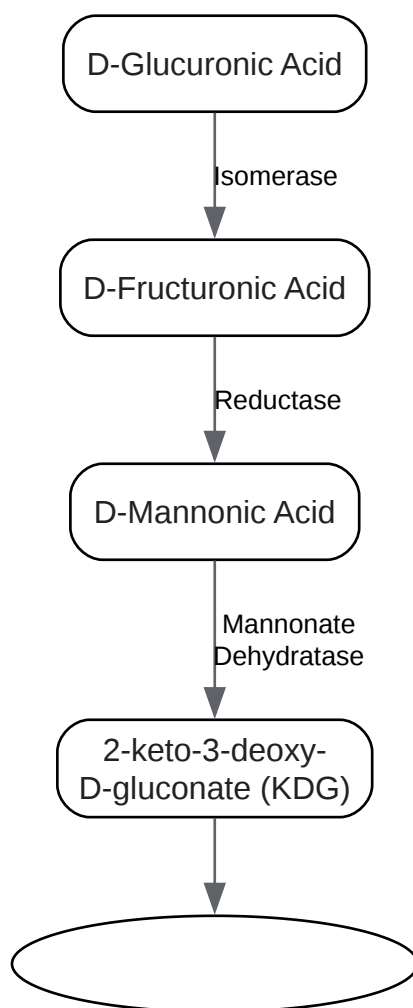 D-Glucuronic Acid
Isomerase
D-Fructuronic Acid
Reductase
D-Mannonic Acid
Mannonate
Dehydratase
2-keto-3-deoxy-
D-gluconate (KDG)